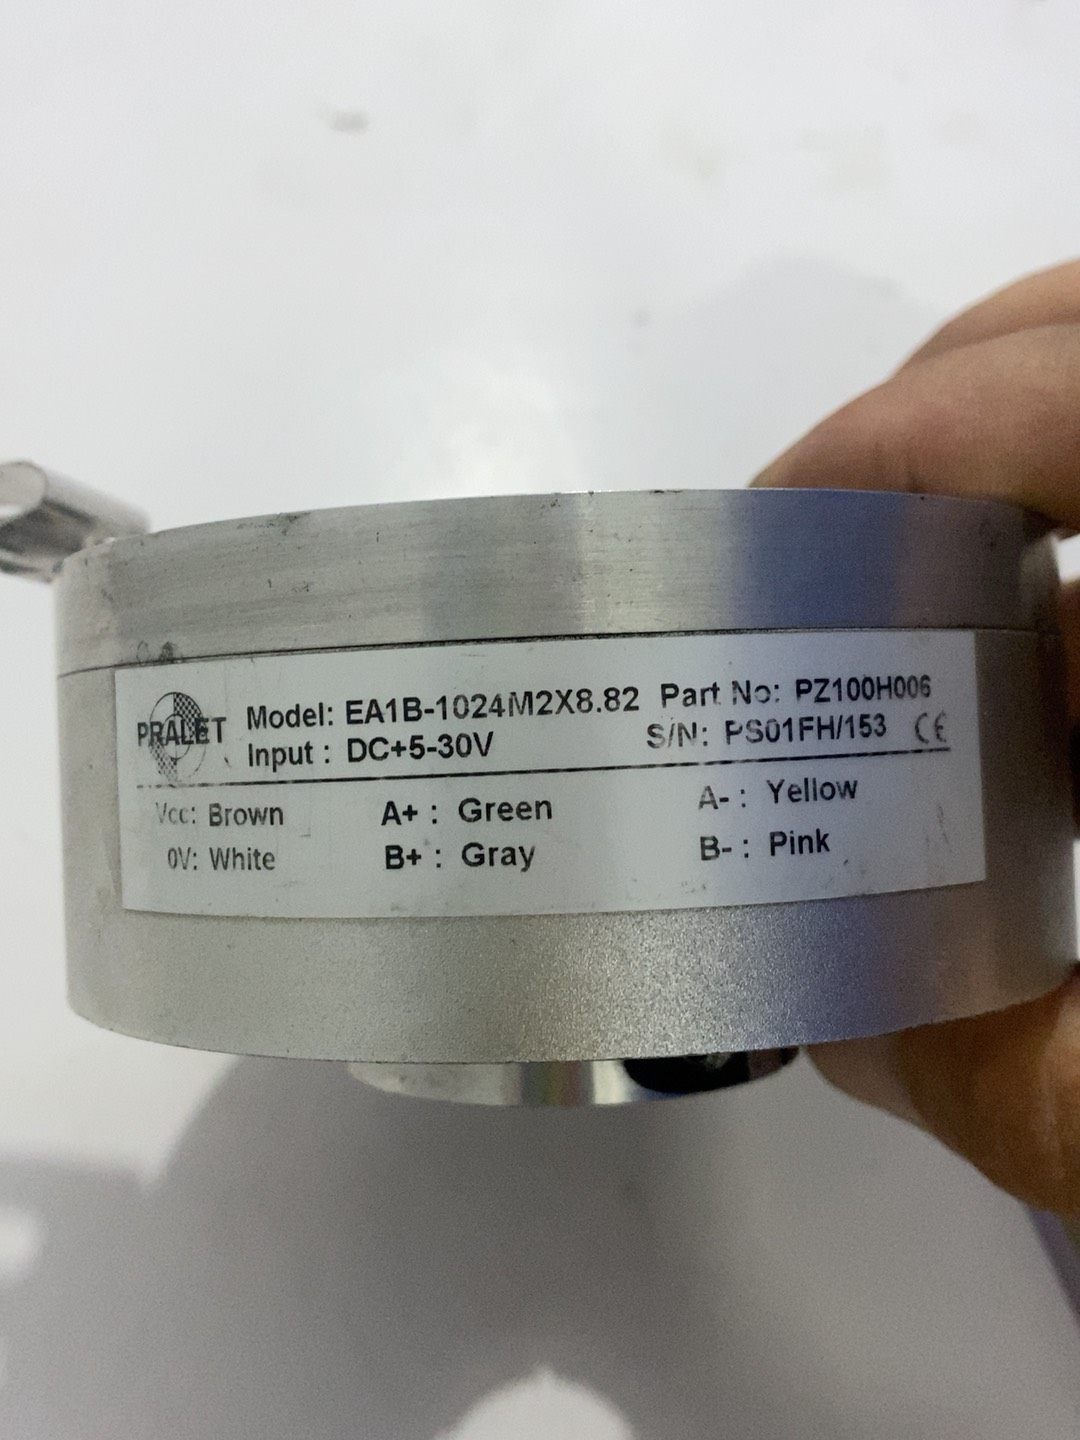 PRALET
Model: EA1B-1024M2X8.82 Part No: PZ100H006
Input : DC+5-30V S/N: PS01FH/153 CE
Vcc: Brown A+ : Green A- : Yellow
0V: White B+ : Gray B- : Pink